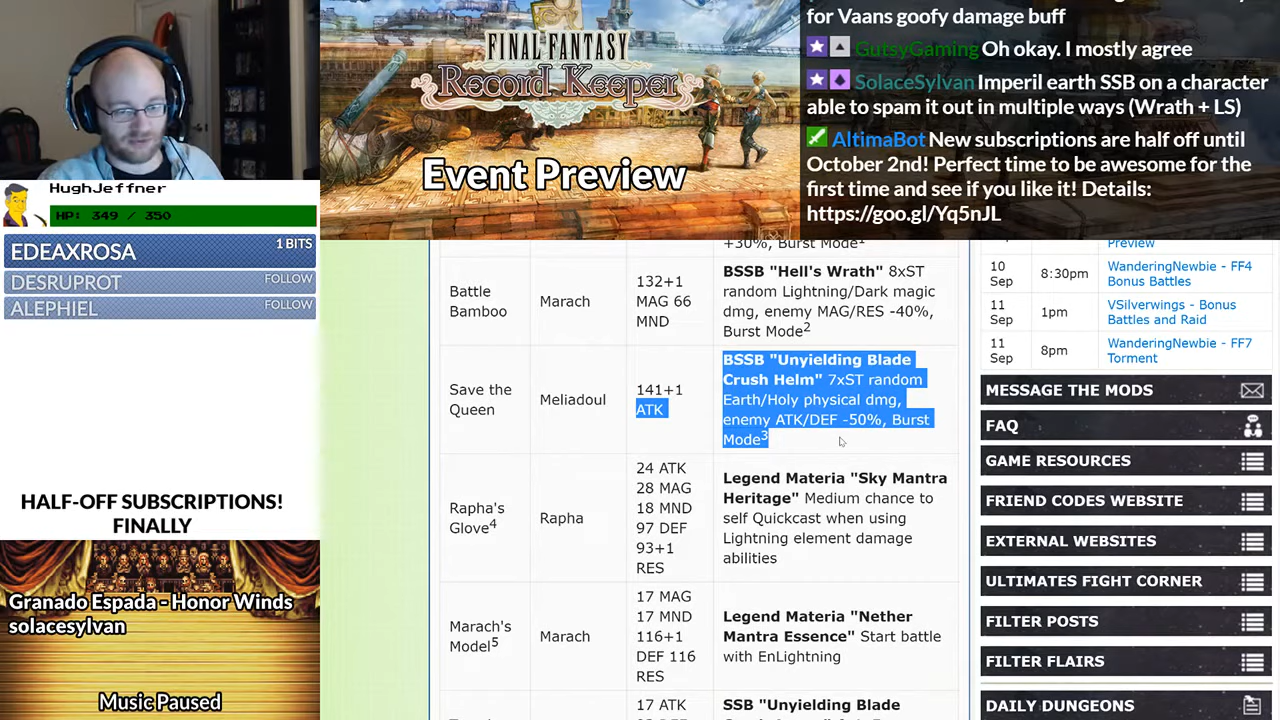 for Vaans goofy damage buff
GutsyGaming Oh okay. I mostly agree
SolaceSylvan Imperil earth SSB on a character
able to spam it out in multiple ways (Wrath + LS)
AltimaBot New subscriptions are half off until
October 2nd! Perfect time to be awesome for the
first time and see if you like it! Details:
https://goo.gl/Yq5nJL
FINAL FANTASY
Record Keeper
Event Preview
HughJeffner
HP: 349 / 350
EDEAXROSA 1 BITS
DESRUPROT FOLLOW
ALEPHIEL FOLLOW
HALF-OFF SUBSCRIPTIONS!
FINALLY
Granado Espada - Honor Winds
solacesylvan
Music Paused
+30%, Burst Mode1
Battle
Bamboo
Marach
132+1
MAG 66
MND
BSSB "Hell's Wrath" 8xST
random Lightning/Dark magic
dmg, enemy MAG/RES -40%,
Burst Mode2
Save the
Queen
Meliadoul
141+1
ATK
BSSB "Unyielding Blade
Crush Helm" 7xST random
Earth/Holy physical dmg,
enemy ATK/DEF -50%, Burst
Mode3
Rapha's
Glove4
Rapha
24 ATK
28 MAG
18 MND
97 DEF
93+1
RES
Legend Materia "Sky Mantra
Heritage" Medium chance to
self Quickcast when using
Lightning element damage
abilities
Marach's
Model5
Marach
17 MAG
17 MND
116+1
DEF 116
RES
Legend Materia "Nether
Mantra Essence" Start battle
with EnLightning
17 ATK
SSB "Unyielding Blade
Preview
10
Sep
8:30pm
WanderingNewbie - FF4
Bonus Battles
11
Sep
1pm
VSilverwings - Bonus
Battles and Raid
11
Sep
8pm
WanderingNewbie - FF7
Torment
MESSAGE THE MODS
FAQ
GAME RESOURCES
FRIEND CODES WEBSITE
EXTERNAL WEBSITES
ULTIMATES FIGHT CORNER
FILTER POSTS
FILTER FLAIRS
DAILY DUNGEONS